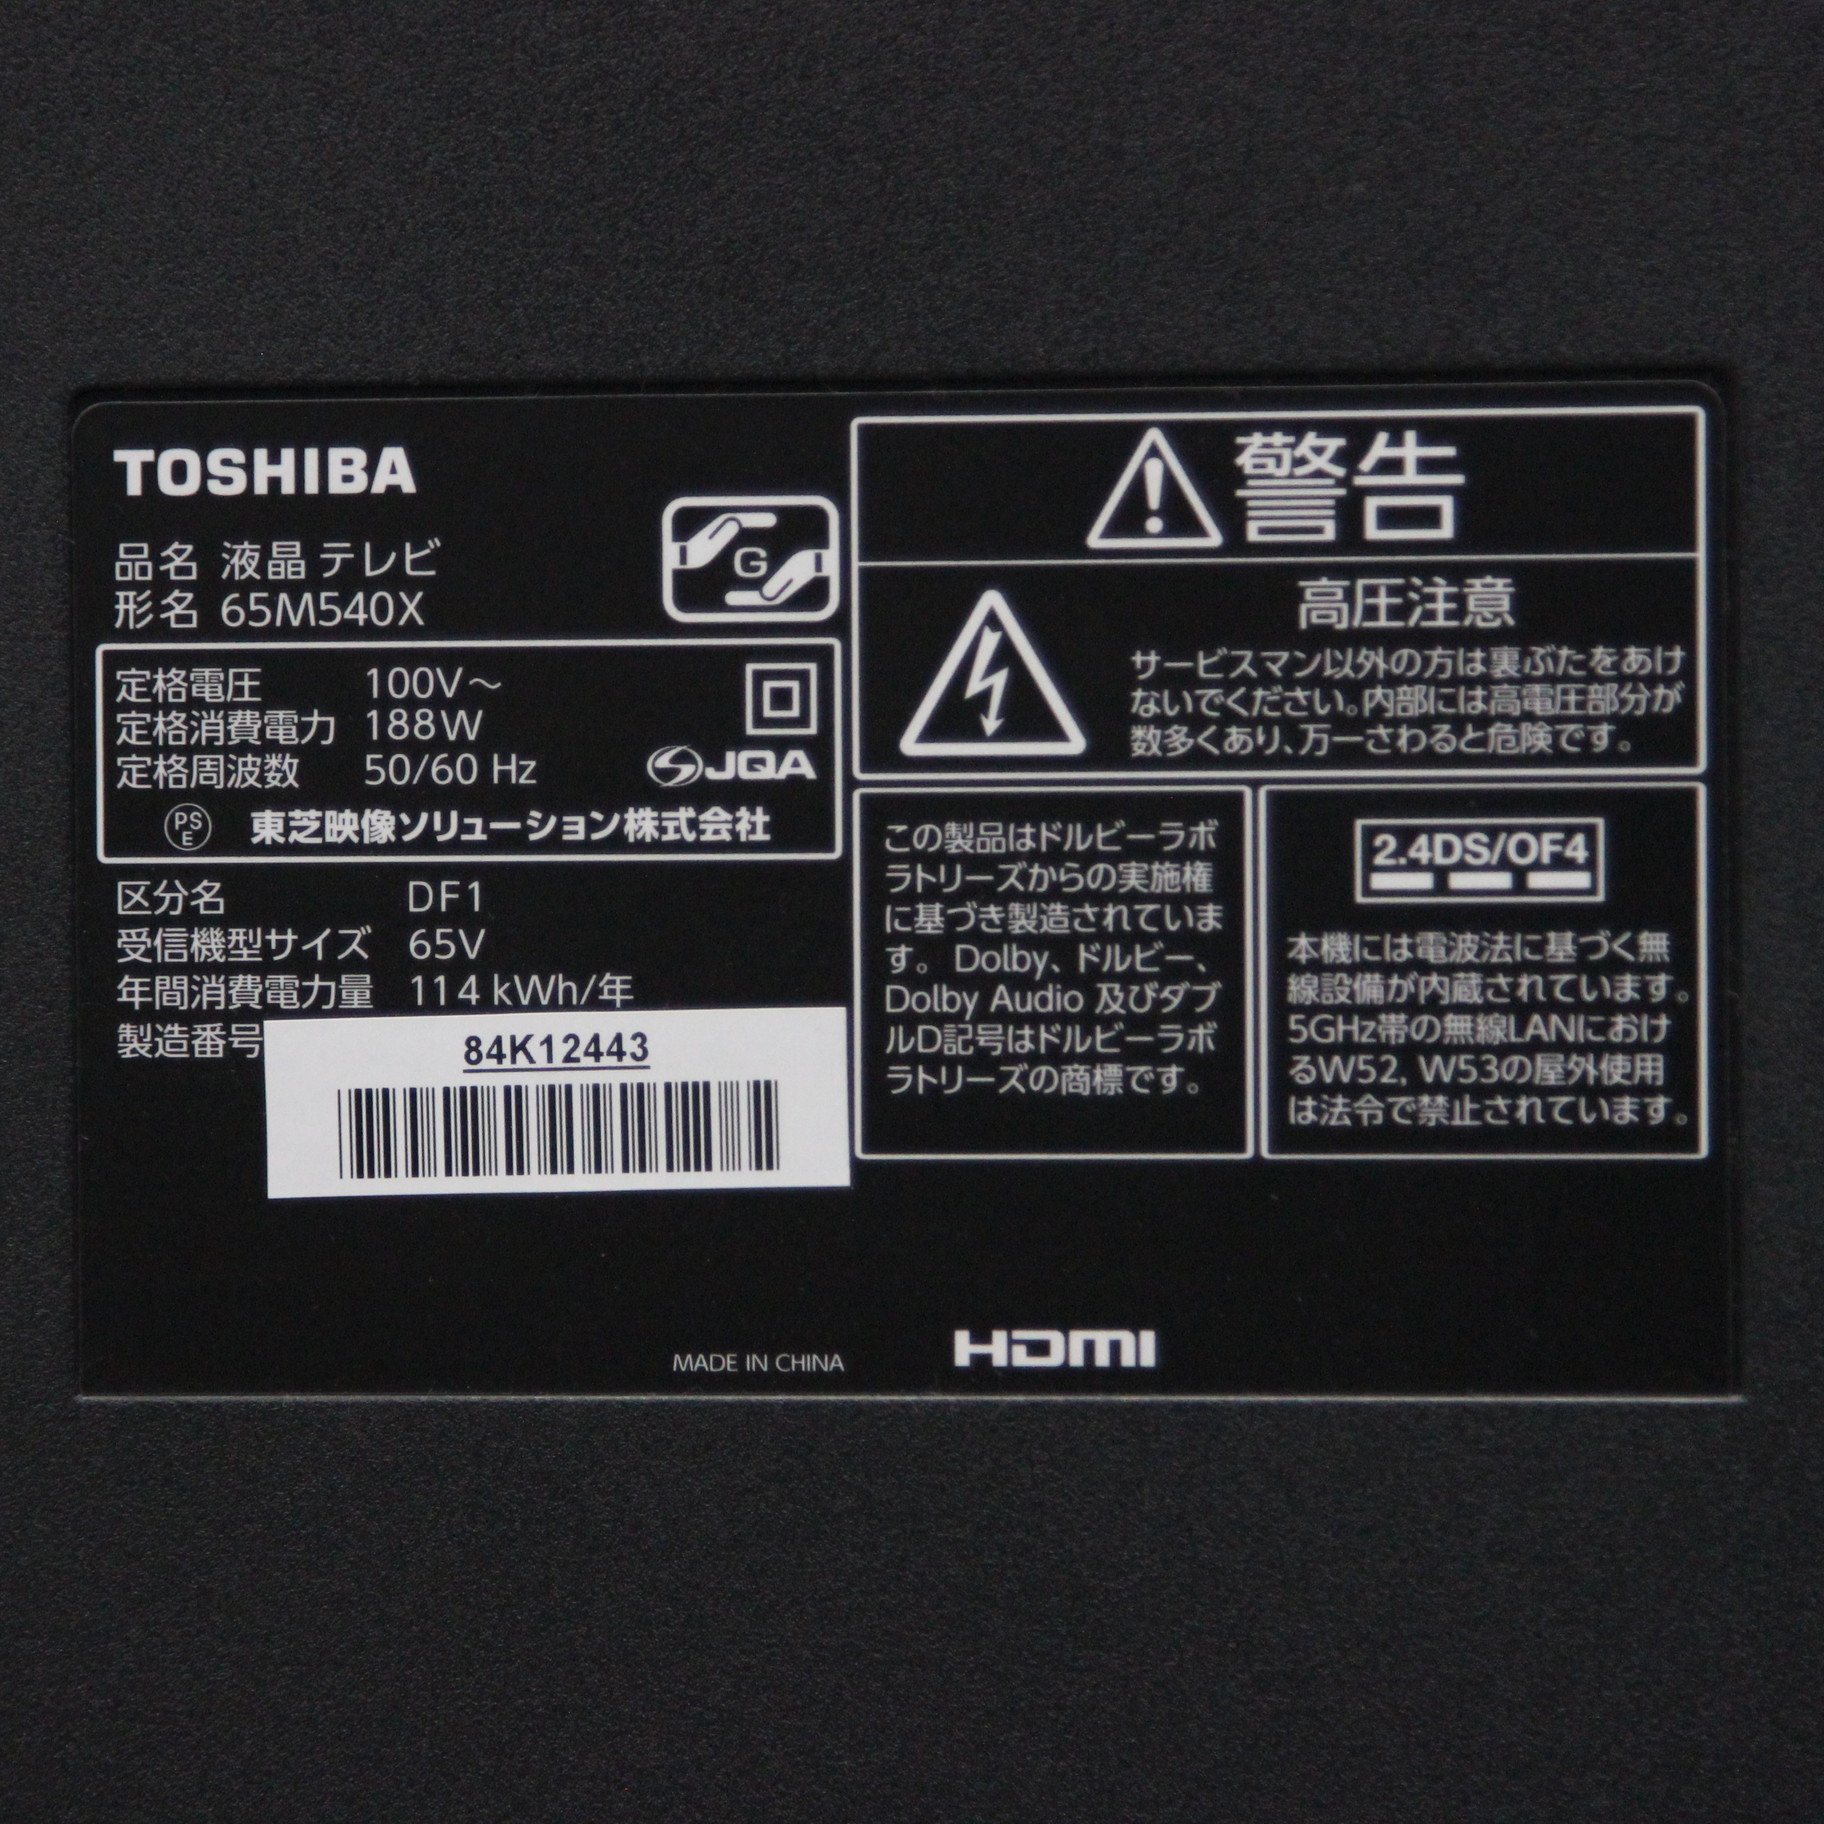 TOSHIBA
品名 液晶 テレビ
形名 65M540X
G
定格電圧 100V～
定格消費電力 188W
定格周波数 50/60 Hz
JQA
PS
E
東芝映像ソリューション株式会社
区分名 DF1
受信機型サイズ 65V
年間消費電力量 114 kWh/年
製造番号
84K12443
警告
高圧注意
サービスマン以外の方は裏ぶたをあけ
ないでください。内部には高電圧部分が
数多くあり、万一さわると危険です。
この製品はドルビーラボ
ラトリーズからの実施権
に基づき製造されていま
す。 Dolby、ドルビー、
Dolby Audio 及びダブ
ルD記号はドルビーラボ
ラトリーズの商標です。
2.4DS/OF4
本機には電波法に基づく無
線設備が内蔵されています。
5GHz帯の無線LANにおけ
るW52, W53の屋外使用
は法令で禁止されています。
MADE IN CHINA
HDMI